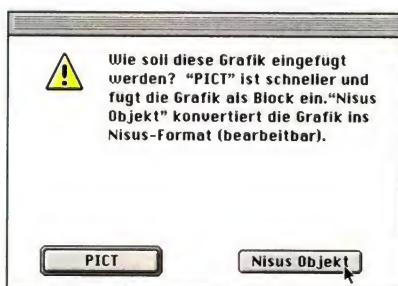 Wie soll diese Grafik eingefügt
werden? “PICT” ist schneller und
fügt die Grafik als Block ein.“Nisus
Objekt” konvertiert die Grafik ins
Nisus-Format (bearbeitbar).
PICT
Nisus Objekt